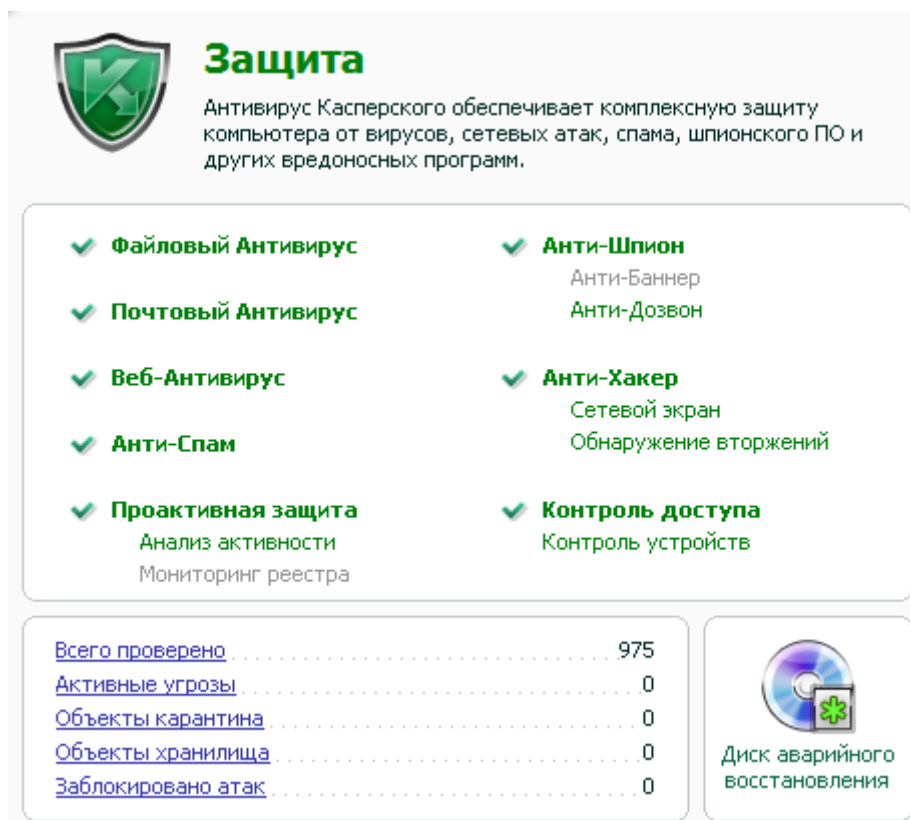 Защита
Антивирус Касперского обеспечивает комплексную защиту
компьютера от вирусов, сетевых атак, спама, шпионского ПО и
других вредоносных программ.
Файловый Антивирус
Почтовый Антивирус
Веб-Антивирус
Анти-Спам
Проактивная защита
Анализ активности
Мониторинг реестра
Анти-Шпион
Анти-Баннер
Анти-Дозвон
Анти-Хакер
Сетевой экран
Обнаружение вторжений
Контроль доступа
Контроль устройств
Всего проверено 975
Активные угрозы 0
Объекты карантина 0
Объекты хранилища 0
Заблокировано атак 0
Диск аварийного
восстановления